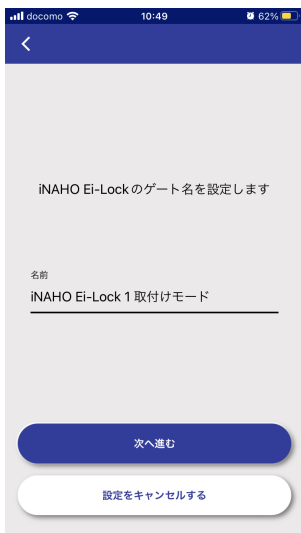 docomo 10:49 62%
iNAHO Ei-Lockのゲート名を設定します
名前
iNAHO Ei-Lock 1 取付けモード
次へ進む
設定をキャンセルする